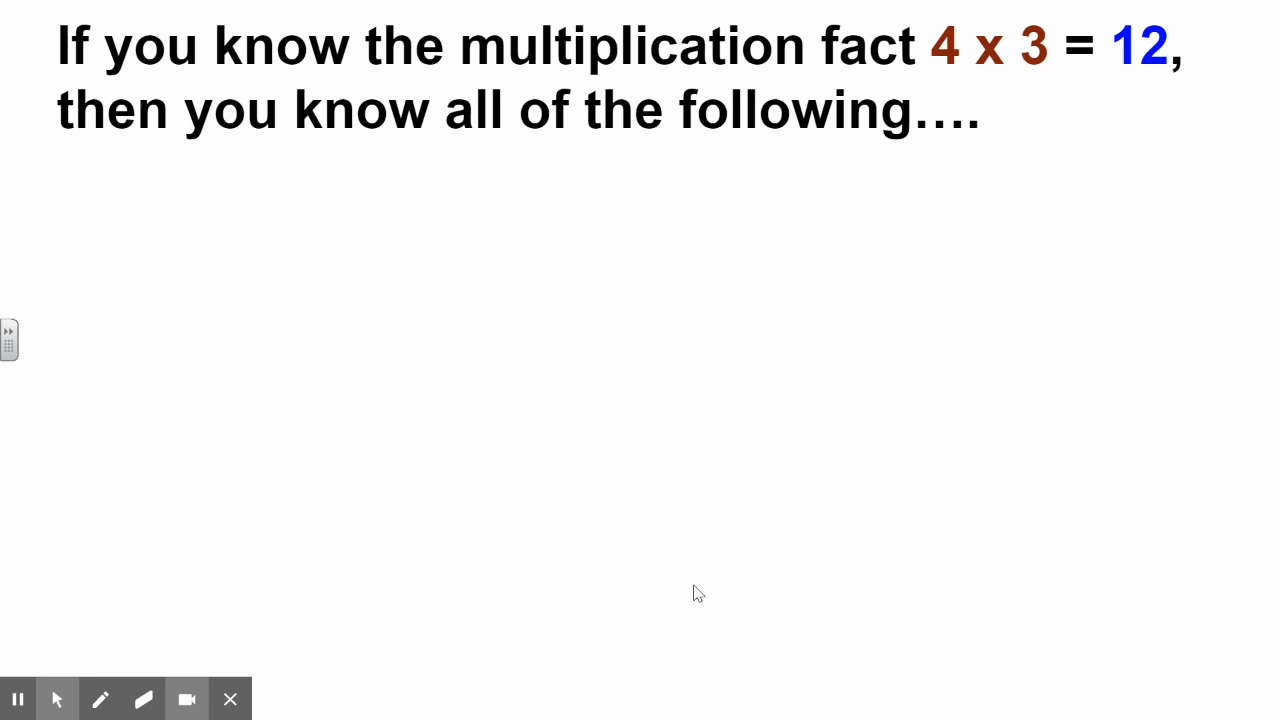 If you know the multiplication fact 4 x 3 = 12,
then you know all of the following....